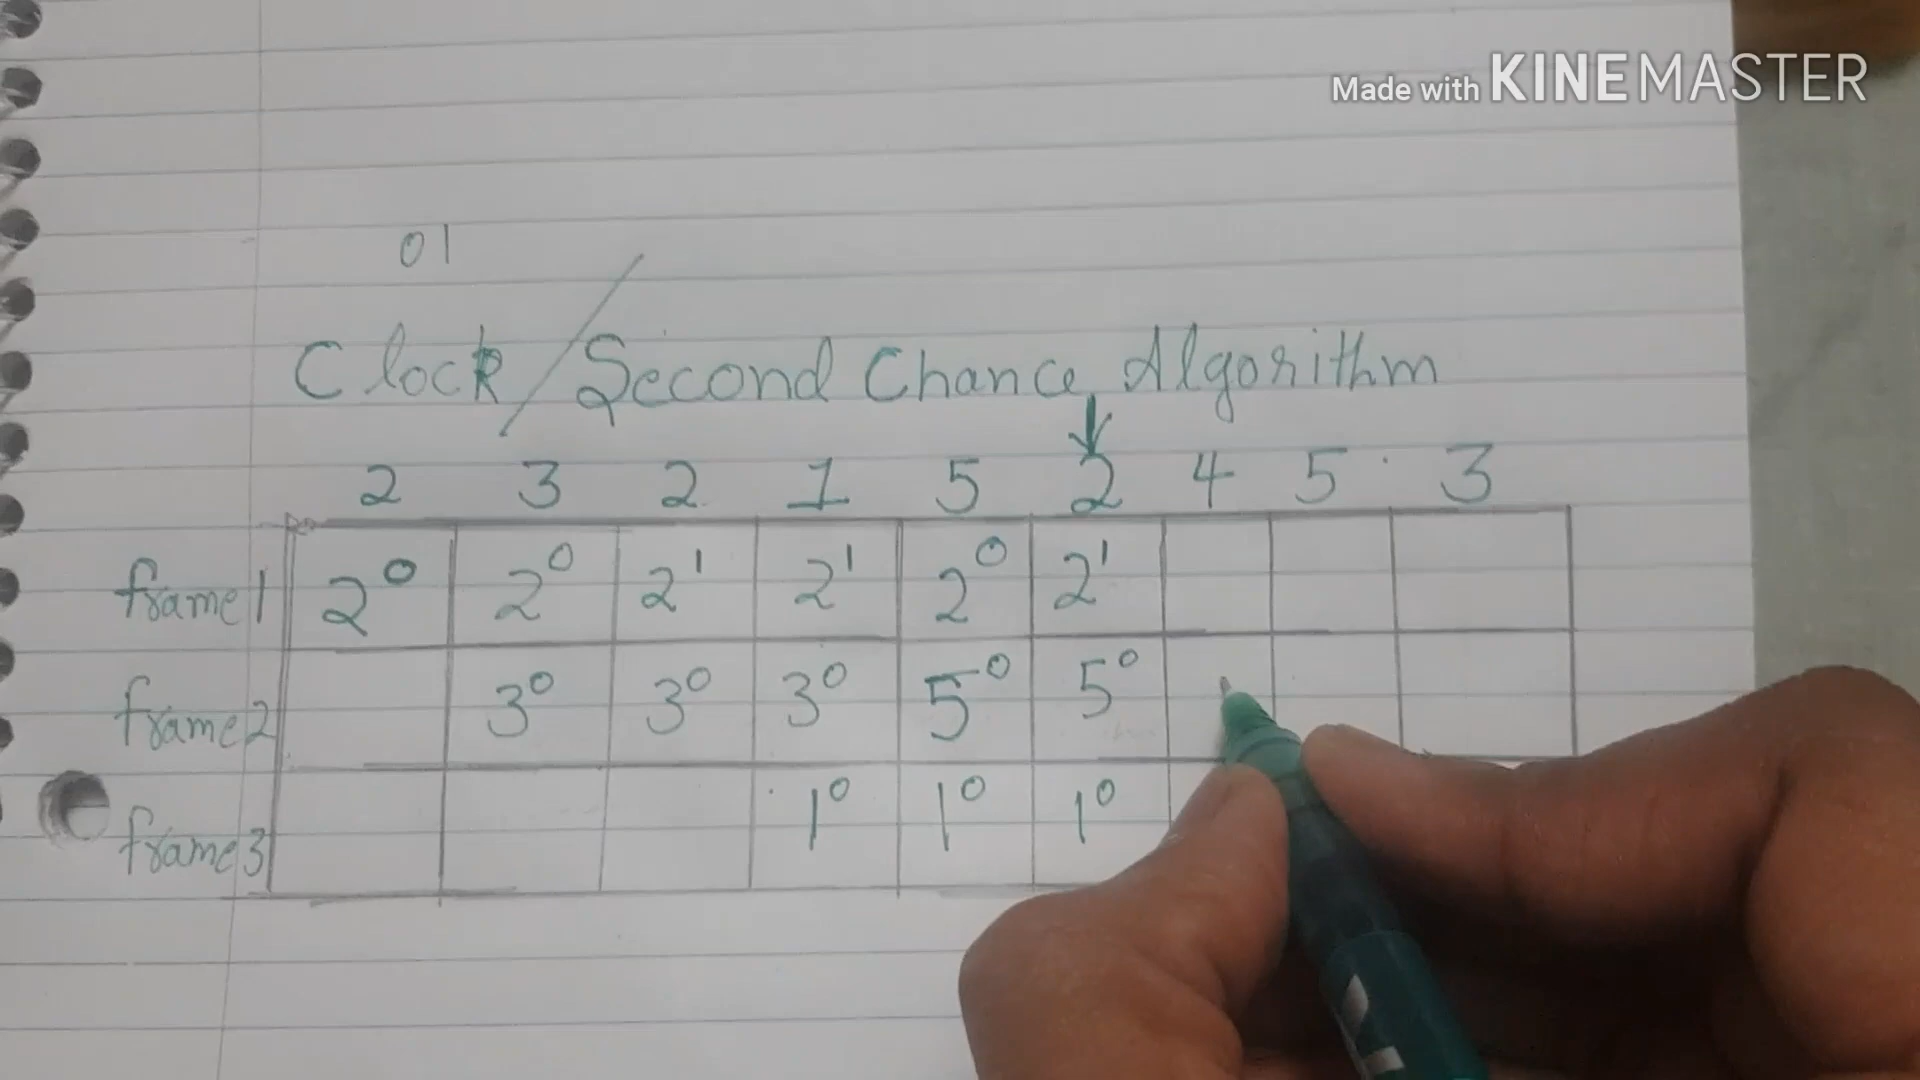 Made with KINEMASTER
01
Clock/Second Chance Algorithm
2 3 2 1 5 2 4 5 3
frame1 2⁰ 2⁰ 2¹ 2¹ 2⁰ 2¹
frame2 3⁰ 3⁰ 3⁰ 5⁰ 5⁰
frame3 1⁰ 1⁰ 1⁰